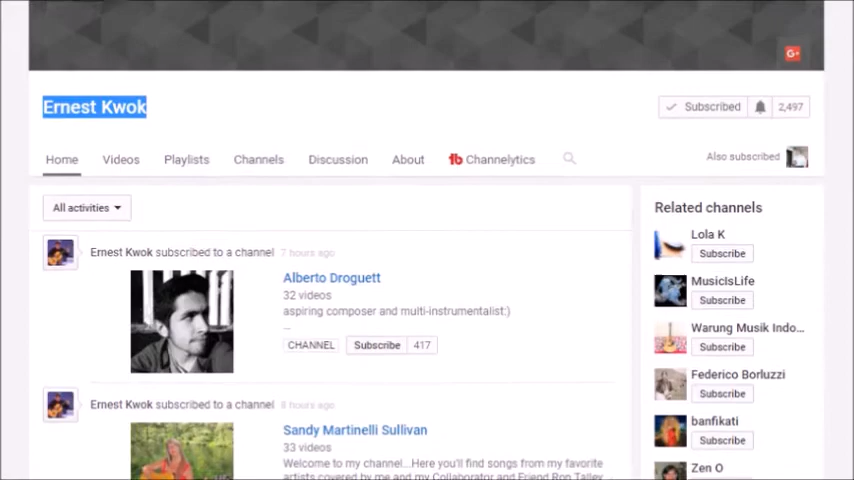 G+
Ernest Kwok
Subscribed 2,497
Home Videos Playlists Channels Discussion About Channelytics
Also subscribed
All activities
Ernest Kwok subscribed to a channel 7 hours ago
Alberto Droguett
32 videos
aspiring composer and multi-instrumentalist:)
...
CHANNEL Subscribe 417
Ernest Kwok subscribed to a channel 8 hours ago
Sandy Martinelli Sullivan
33 videos
Welcome to my channel...Here you'll find songs from my favorite
artists covered by me and my Collaborator and Friend Ron Talley
Related channels
Lola K
Subscribe
MusicIsLife
Subscribe
Warung Musik Indo...
Subscribe
Federico Borluzzi
Subscribe
banfikati
Subscribe
Zen O